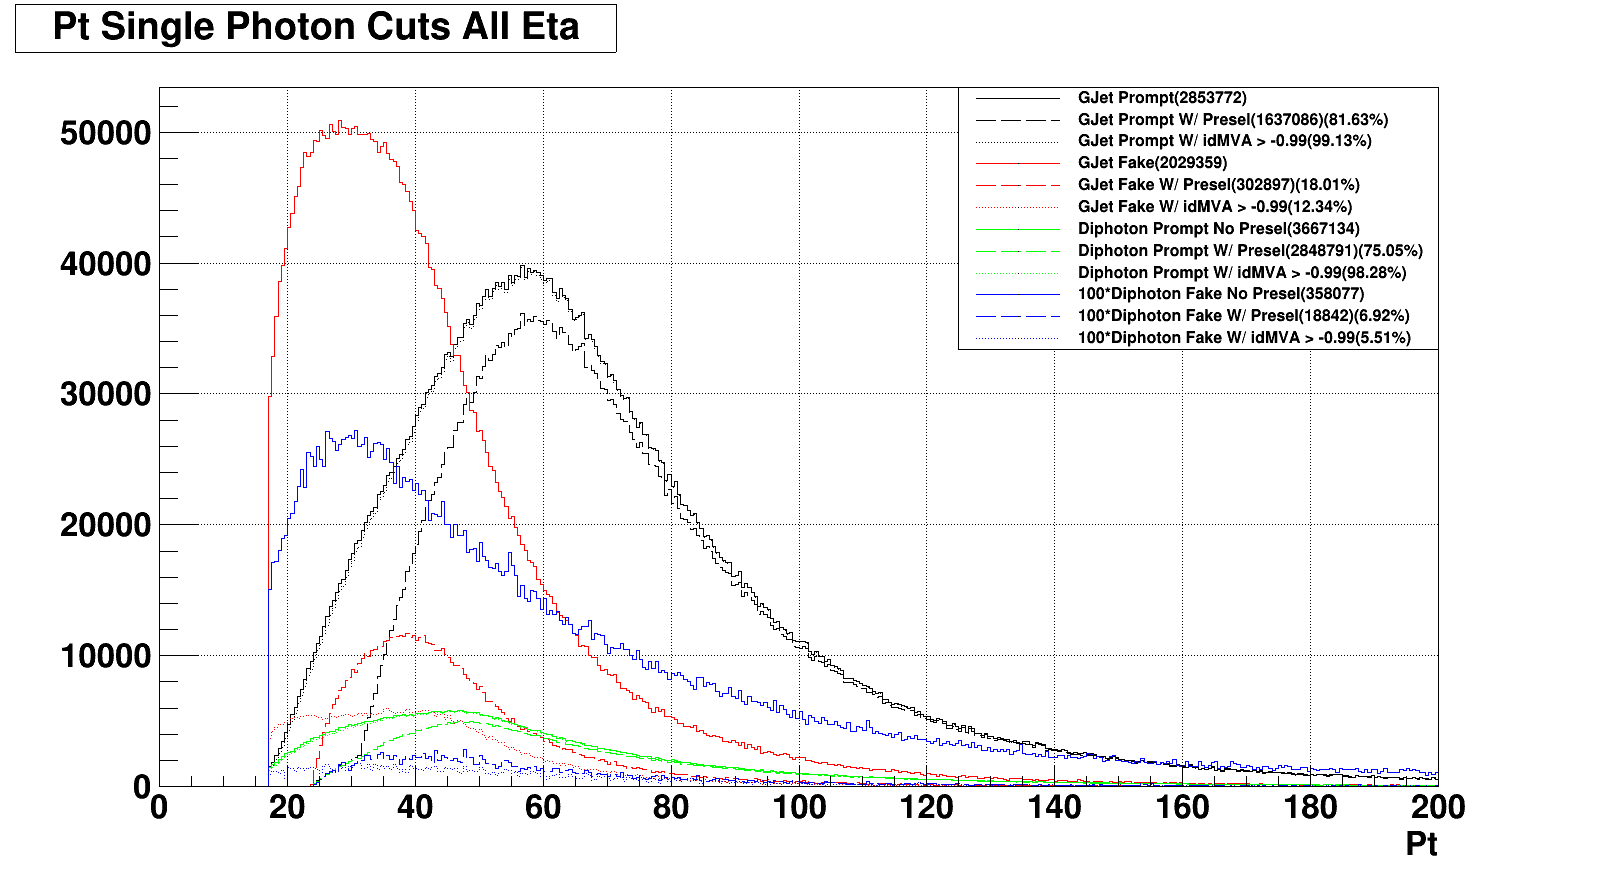 Pt Single Photon Cuts All Eta
GJet Prompt(2853772)
GJet Prompt W/ Presel(1637086)(81.63%)
GJet Prompt W/ idMVA > -0.99(99.13%)
GJet Fake(2029359)
GJet Fake W/ Presel(302897)(18.01%)
GJet Fake W/ idMVA > -0.99(12.34%)
Diphoton Prompt No Presel(3667134)
Diphoton Prompt W/ Presel(2848791)(75.05%)
Diphoton Prompt W/ idMVA > -0.99(98.28%)
100*Diphoton Fake No Presel(358077)
100*Diphoton Fake W/ Presel(18842)(6.92%)
100*Diphoton Fake W/ idMVA > -0.99(5.51%)
50000
40000
30000
20000
10000
0
0 20 40 60 80 100 120 140 160 180 200
Pt